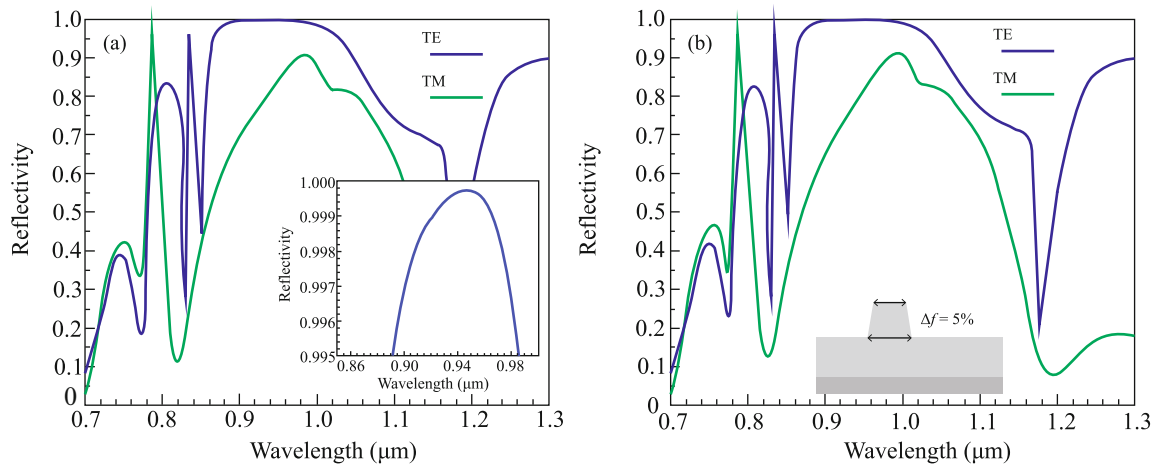 (a)
TE
TM
Reflectivity
1.0
0.9
0.8
0.7
0.6
0.5
0.4
0.3
0.2
0.1
0
0.7 0.8 0.9 1.0 1.1 1.2 1.3
Wavelength (μm)
Reflectivity
1.000
0.999
0.998
0.997
0.996
0.995
0.86 0.90 0.94 0.98
Wavelength (μm)
(b)
TE
TM
Reflectivity
1.0
0.9
0.8
0.7
0.6
0.5
0.4
0.3
0.2
0.1
0
Δf = 5%
0.7 0.8 0.9 1.0 1.1 1.2 1.3
Wavelength (μm)